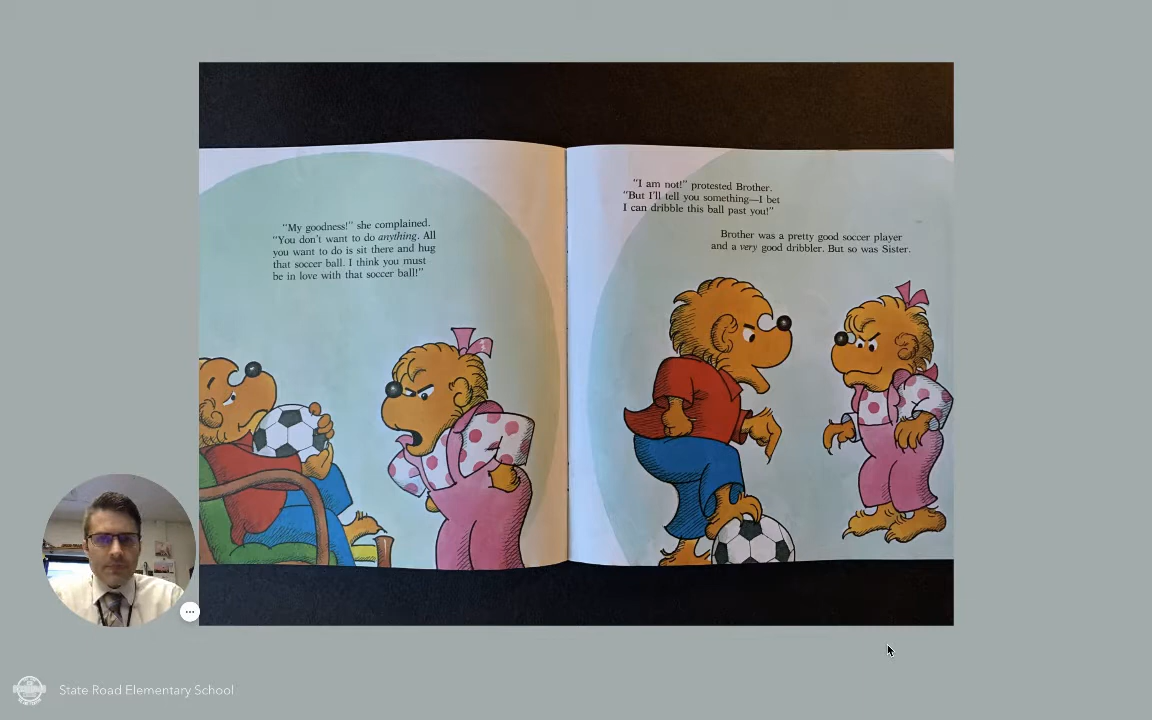 "My goodness!" she complained.
"You don't want to do anything. All
you want to do is sit there and hug
that soccer ball. I think you must
be in love with that soccer ball!"
"I am not!" protested Brother.
"But I'll tell you something—I bet
I can dribble this ball past you!"
Brother was a pretty good soccer player
and a very good dribbler. But so was Sister.
State Road Elementary School